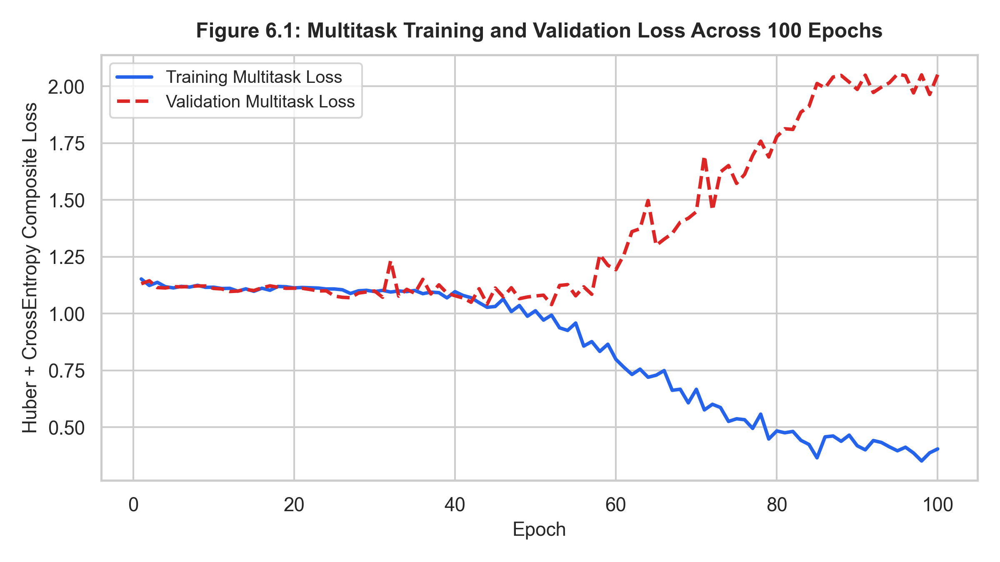 Figure 6.1: Multitask Training and Validation Loss Across 100 Epochs
Training Multitask Loss
Validation Multitask Loss
Huber + CrossEntropy Composite Loss
2.00
1.75
1.50
1.25
1.00
0.75
0.50
0 20 40 60 80 100
Epoch